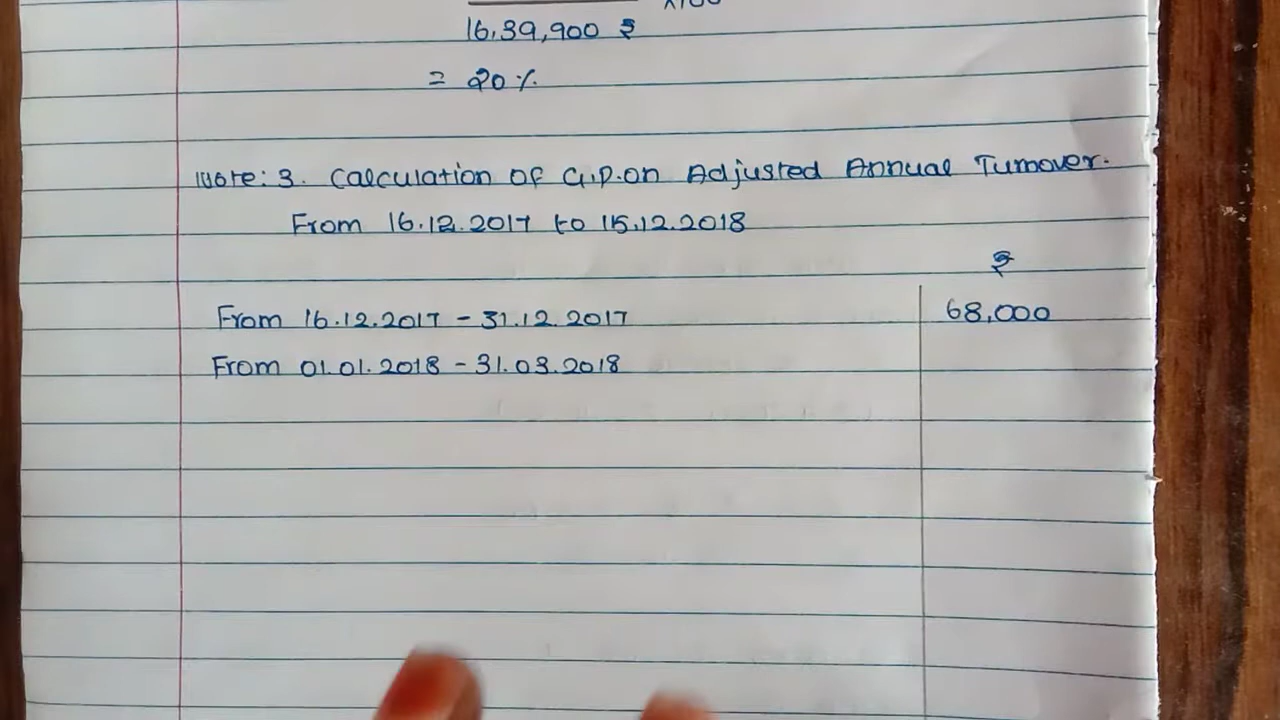 ×100
16,39,900 ₹
= 20%
Note: 3. Calculation of G.P. on Adjusted Annual Turnover.
From 16.12.2017 to 15.12.2018
₹
From 16.12.2017 - 31.12.2017 68,000
From 01.01.2018 - 31.03.2018